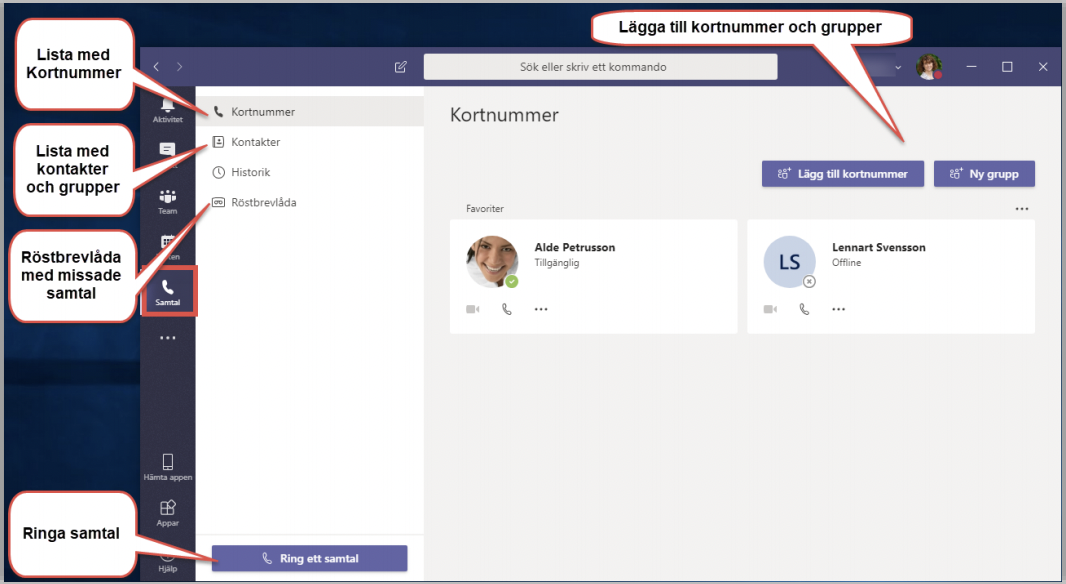 Lägga till kortnummer och grupper
Lista med
Kortnummer
Sök eller skriv ett kommando
Aktivitet
Kortnummer
Kortnummer
Lista med
kontakter
och grupper
Kontakter
Historik
Lägg till kortnummer
Ny grupp
Team
Röstbrevlåda
Favoriter
Röstbrevlåda
med missade
samtal
Samtal
Alde Petrusson
Tillgänglig
LS
Lennart Svensson
Offline
Hämta appen
Appar
Ringa samtal
Ring ett samtal
Hjälp